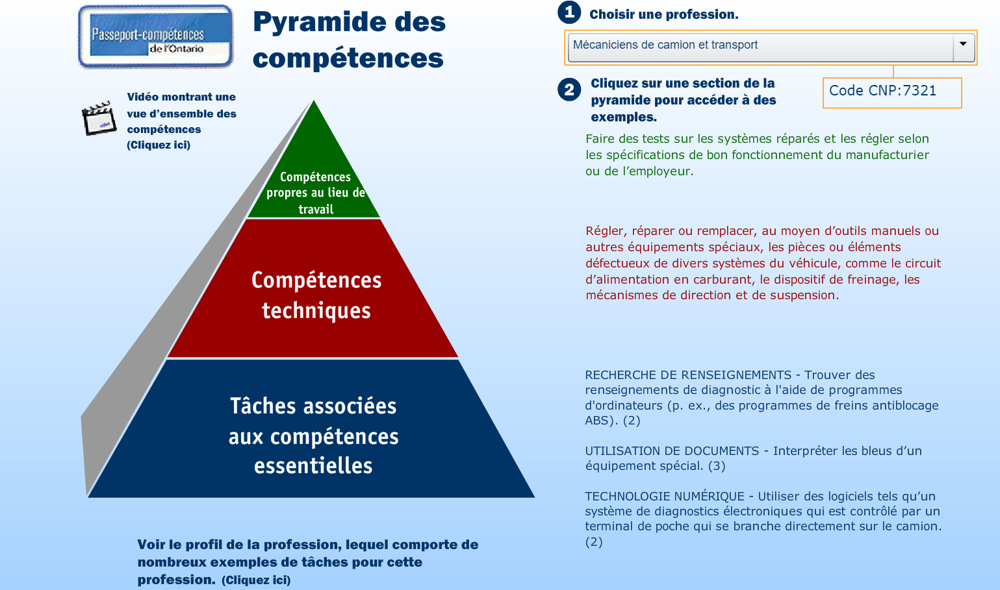 Passeport-compétences
de l'Ontario
Pyramide des
compétences
Vidéo montrant une
vue d’ensemble des
compétences
(Cliquez ici)
Compétences
propres au lieu de
travail
Compétences
techniques
Tâches associées
aux compétences
essentielles
Voir le profil de la profession, lequel comporte de
nombreux exemples de tâches pour cette
profession. (Cliquez ici)
1 Choisir une profession.
Mécaniciens de camion et transport
2 Cliquez sur une section de la
pyramide pour accéder à des
exemples.
Code CNP:7321
Faire des tests sur les systèmes réparés et les régler selon
les spécifications de bon fonctionnement du manufacturier
ou de l’employeur.
Régler, réparer ou remplacer, au moyen d’outils manuels ou
autres équipements spéciaux, les pièces ou éléments
défectueux de divers systèmes du véhicule, comme le circuit
d’alimentation en carburant, le dispositif de freinage, les
mécanismes de direction et de suspension.
RECHERCHE DE RENSEIGNEMENTS - Trouver des
renseignements de diagnostic à l'aide de programmes
d'ordinateurs (p. ex., des programmes de freins antiblocage
ABS). (2)
UTILISATION DE DOCUMENTS - Interpréter les bleus d’un
équipement spécial. (3)
TECHNOLOGIE NUMÉRIQUE - Utiliser des logiciels tels qu’un
système de diagnostics électroniques qui est contrôlé par un
terminal de poche qui se branche directement sur le camion.
(2)